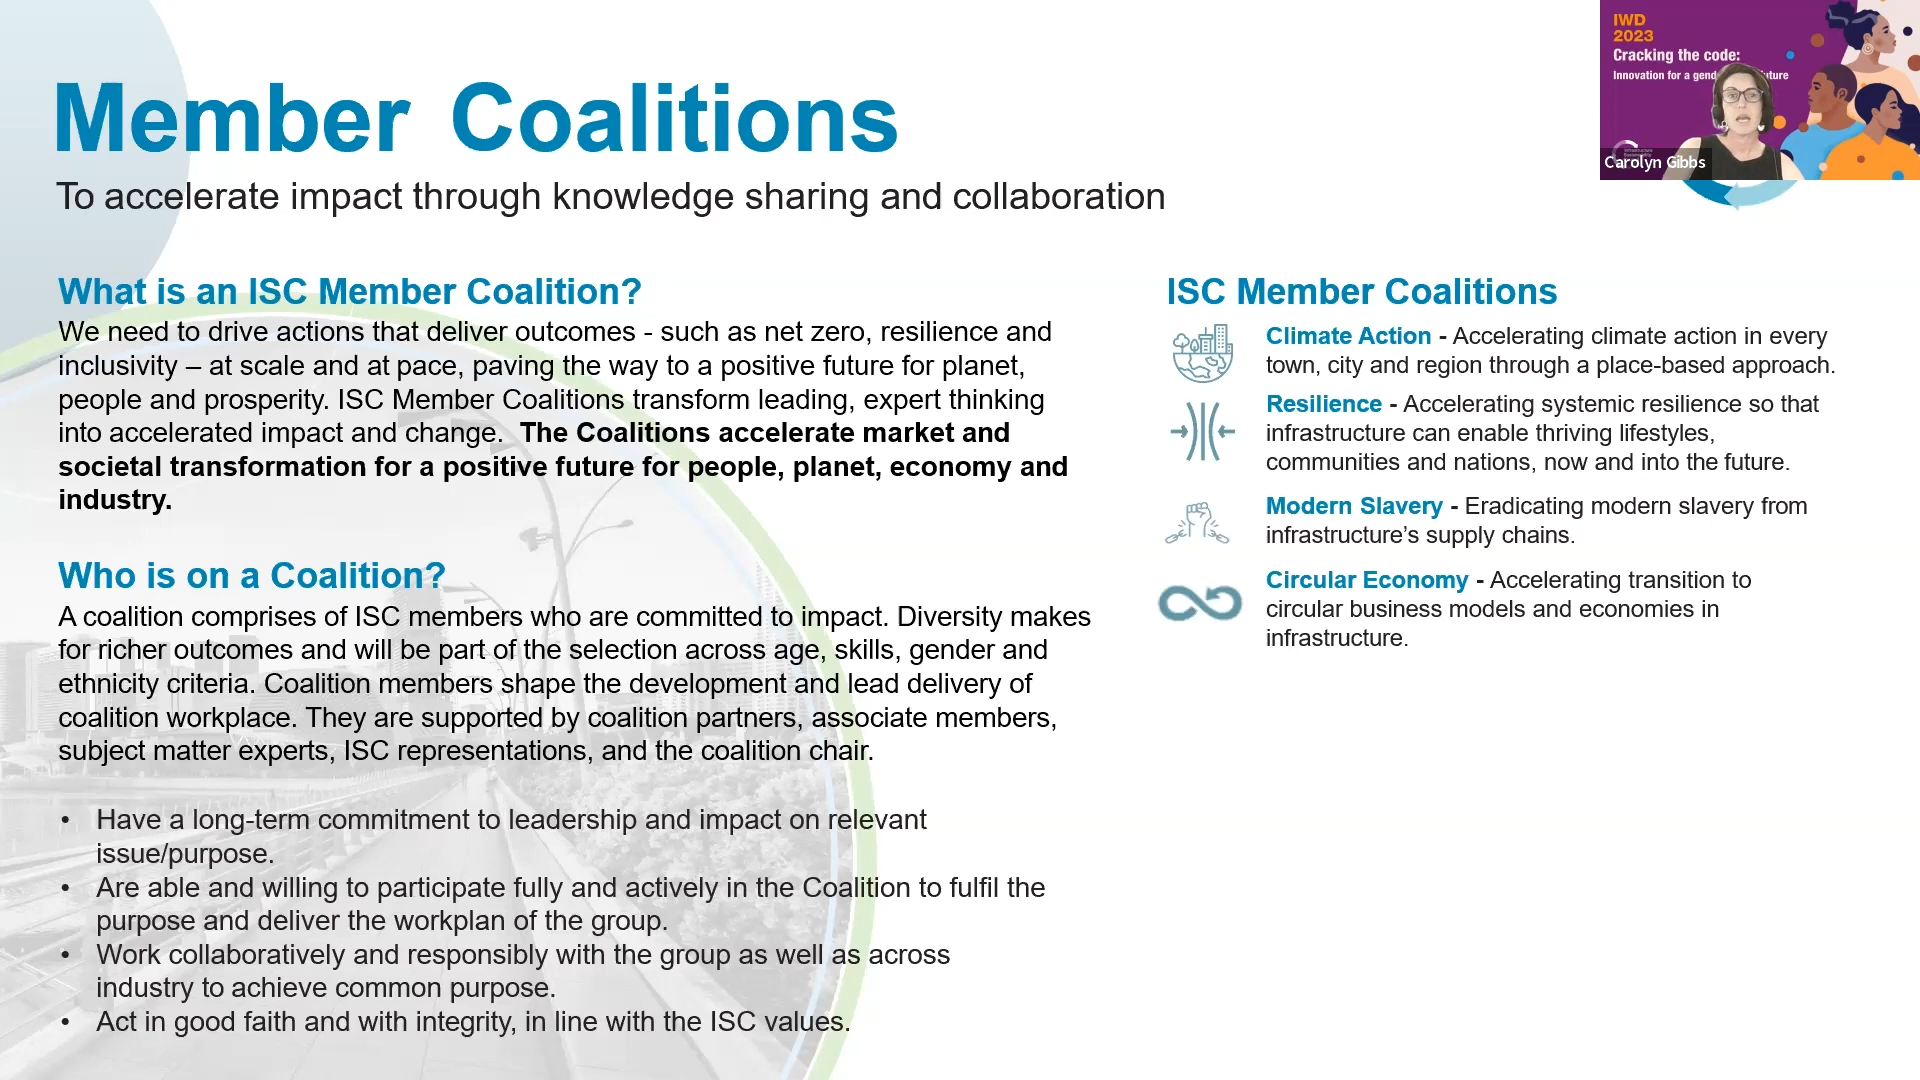 Member Coalitions
To accelerate impact through knowledge sharing and collaboration
What is an ISC Member Coalition?
We need to drive actions that deliver outcomes - such as net zero, resilience and
inclusivity – at scale and at pace, paving the way to a positive future for planet,
people and prosperity. ISC Member Coalitions transform leading, expert thinking
into accelerated impact and change. The Coalitions accelerate market and
societal transformation for a positive future for people, planet, economy and
industry.
Who is on a Coalition?
A coalition comprises of ISC members who are committed to impact. Diversity makes
for richer outcomes and will be part of the selection across age, skills, gender and
ethnicity criteria. Coalition members shape the development and lead delivery of
coalition workplace. They are supported by coalition partners, associate members,
subject matter experts, ISC representations, and the coalition chair.
• Have a long-term commitment to leadership and impact on relevant
issue/purpose.
• Are able and willing to participate fully and actively in the Coalition to fulfil the
purpose and deliver the workplan of the group.
• Work collaboratively and responsibly with the group as well as across
industry to achieve common purpose.
• Act in good faith and with integrity, in line with the ISC values.
ISC Member Coalitions
Climate Action - Accelerating climate action in every
town, city and region through a place-based approach.
Resilience - Accelerating systemic resilience so that
infrastructure can enable thriving lifestyles,
communities and nations, now and into the future.
Modern Slavery - Eradicating modern slavery from
infrastructure’s supply chains.
Circular Economy - Accelerating transition to
circular business models and economies in
infrastructure.
IWD
2023
Cracking the code:
Innovation for a
Carolyn Gibbs